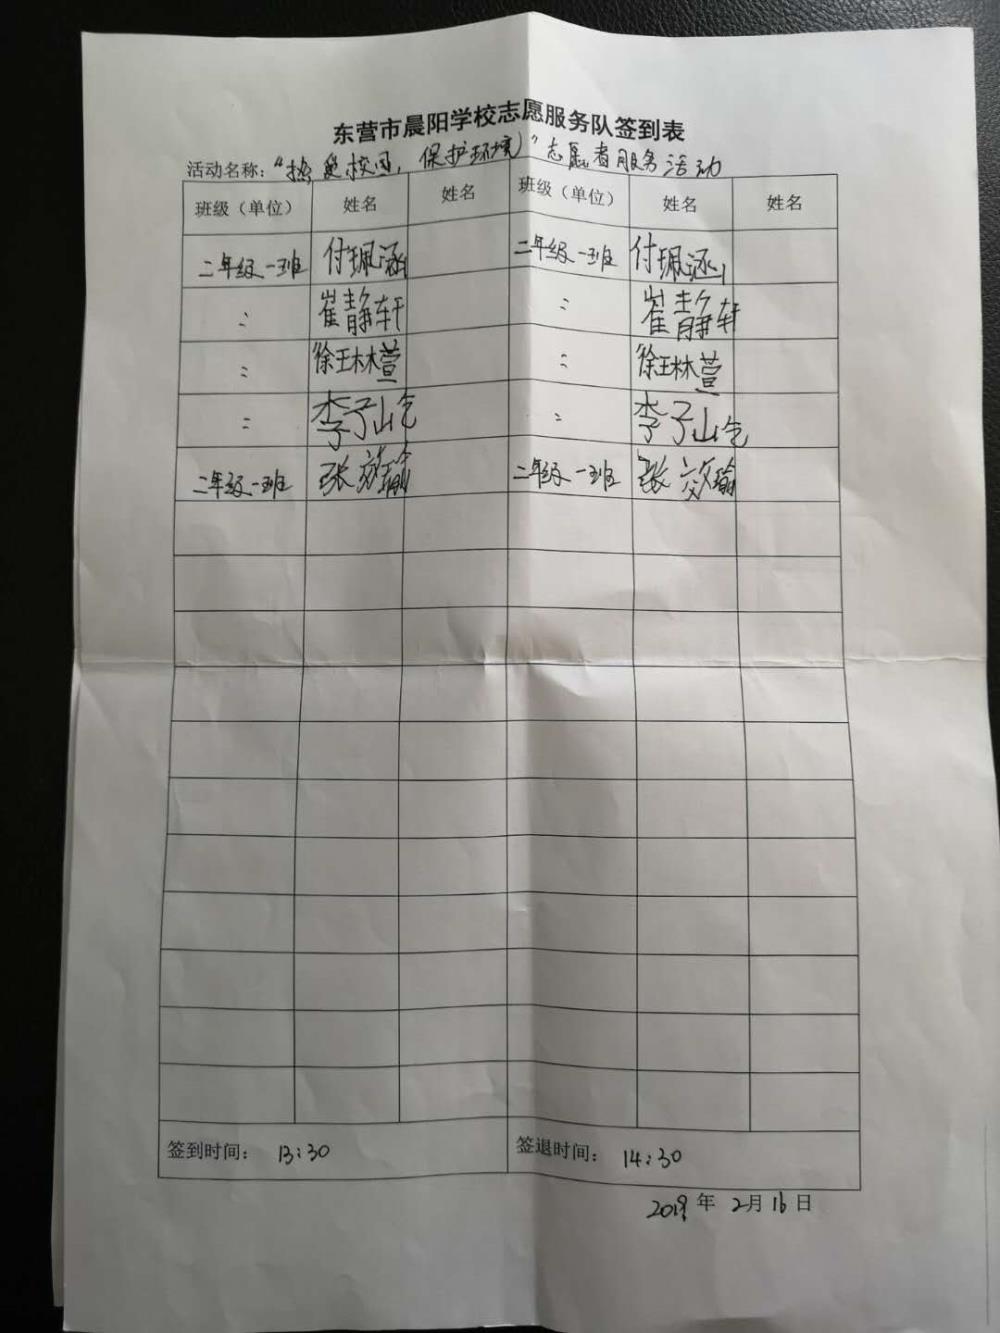 东营市晨阳学校志愿服务队签到表
活动名称：“热爱校园，保护环境”志愿者服务活动
班级（单位） 姓名 姓名 班级（单位） 姓名 姓名
二年级一班 付珮涵 二年级一班 付珮涵
〃 崔静轩 〃 崔静轩
〃 徐王林萱 〃 徐王林萱
〃 李子屹 〃 李子屹
二年级一班 张效瑜 二年级一班 张效瑜
签到时间： 13:30 签退时间： 14:30
2019年2月16日